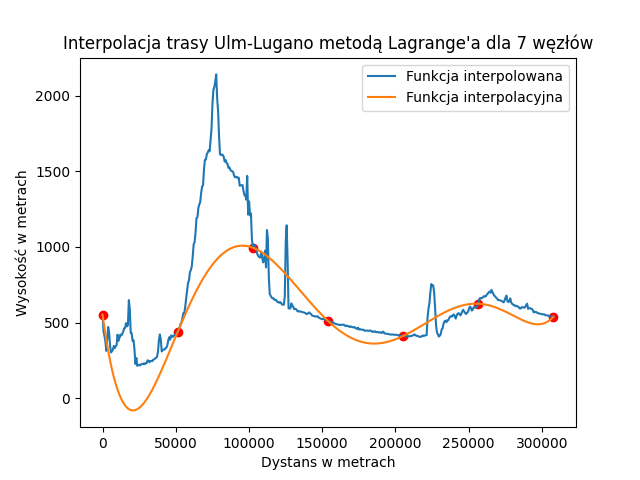 Interpolacja trasy Ulm-Lugano metodą Lagrange'a dla 7 węzłów
Funkcja interpolowana
Funkcja interpolacyjna
Wysokość w metrach
2000
1500
1000
500
0
0 50000 100000 150000 200000 250000 300000
Dystans w metrach